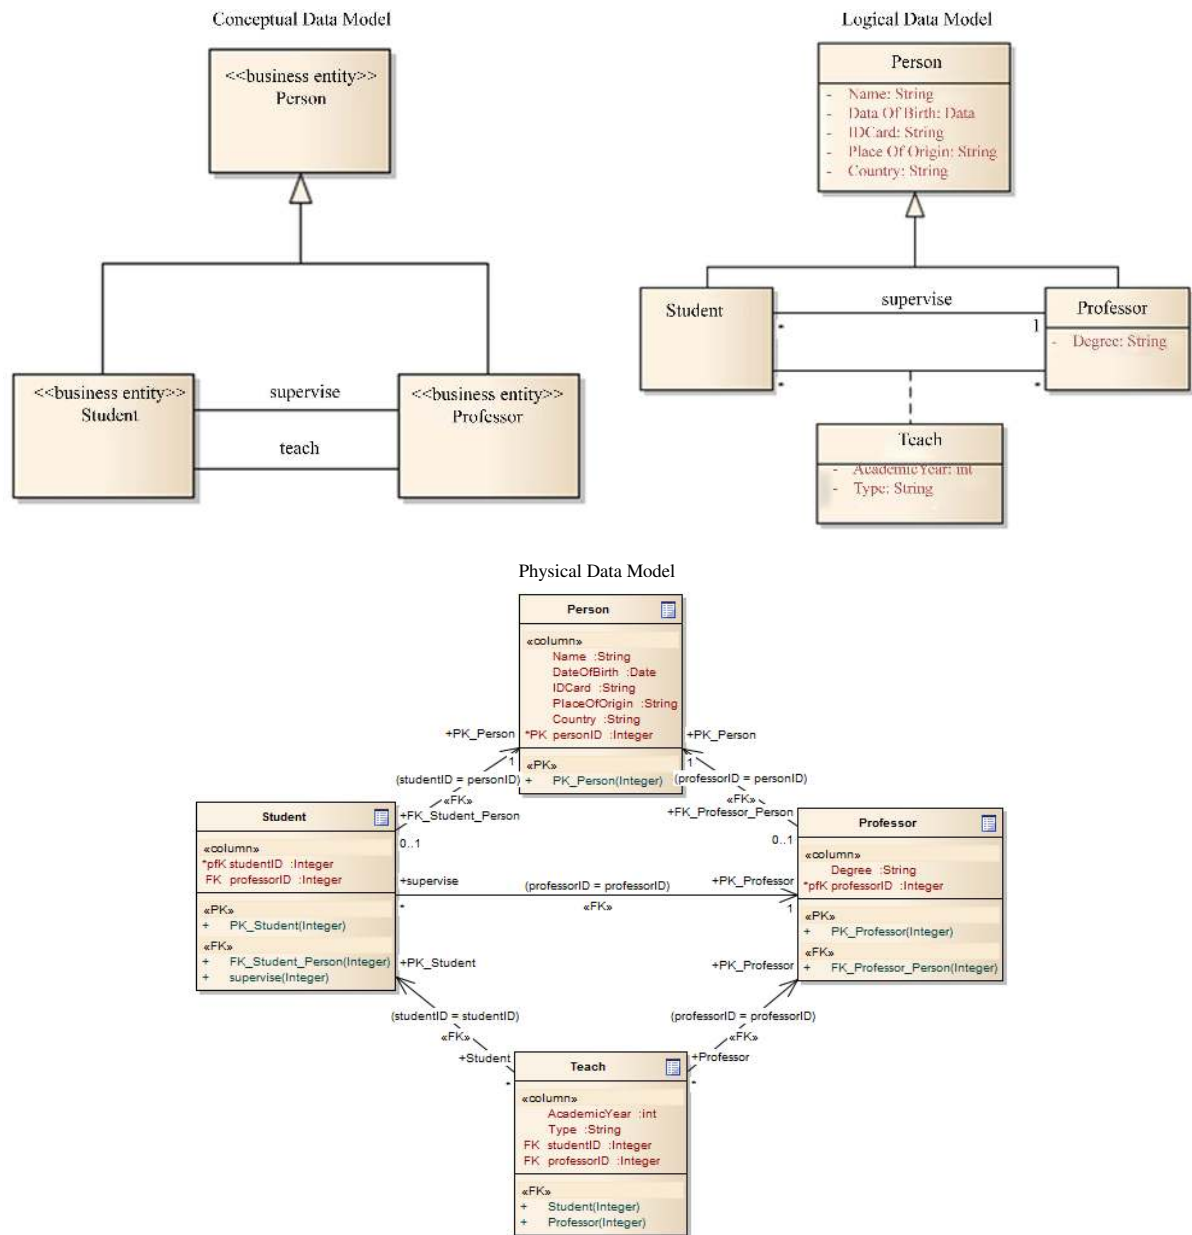 Conceptual Data Model
<<business entity>>
Person
<<business entity>>
Student
supervise
teach
<<business entity>>
Professor
Logical Data Model
Person
- Name: String
- Data Of Birth: Data
- IDCard: String
- Place Of Origin: String
- Country: String
Student
supervise
*
1
Professor
- Degree: String
*
*
Teach
- AcademicYear: int
- Type: String
Physical Data Model
Person
«column»
Name :String
DateOfBirth :Date
IDCard :String
PlaceOfOrigin :String
Country :String
*PK personID :Integer
«PK»
+ PK_Person(Integer)
+PK_Person
1
(studentID = personID)
«FK»
+FK_Student_Person
0..1
+PK_Person
1
(professorID = personID)
«FK»
+FK_Professor_Person
0..1
Student
«column»
*pfK studentID :Integer
FK professorID :Integer
«PK»
+ PK_Student(Integer)
«FK»
+ FK_Student_Person(Integer)
+ supervise(Integer)
+supervise
*
(professorID = professorID)
«FK»
+PK_Professor
1
Professor
«column»
Degree :String
*pfK professorID :Integer
«PK»
+ PK_Professor(Integer)
«FK»
+ FK_Professor_Person(Integer)
+PK_Student
(studentID = studentID)
«FK»
+Student
*
+PK_Professor
(professorID = professorID)
«FK»
+Professor
*
Teach
«column»
AcademicYear :int
Type :String
FK studentID :Integer
FK professorID :Integer
«FK»
+ Student(Integer)
+ Professor(Integer)